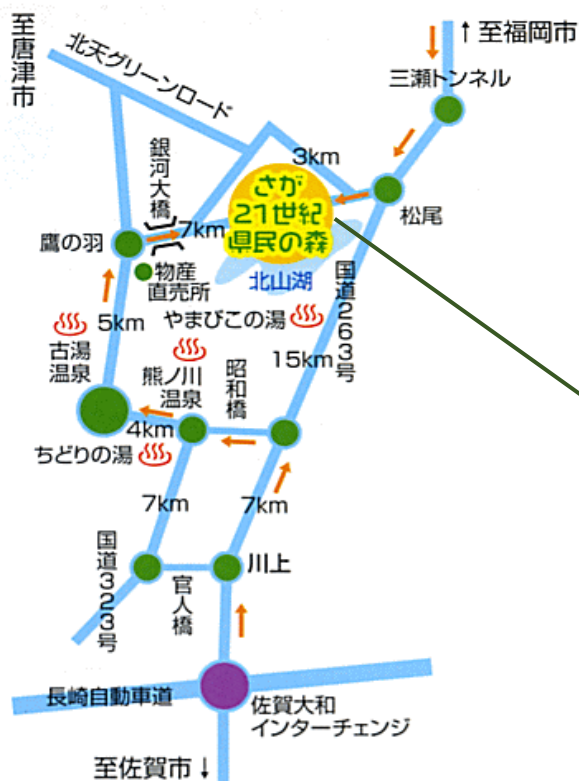 至唐津市
↑至福岡市
北天グリーンロード
三瀬トンネル
銀河大橋
3km
さが
21世紀
県民の森
松尾
鷹の羽
7km
北山湖
国道263号
物産
直売所
やまびこの湯
5km
古湯
温泉
熊ノ川
温泉
昭和橋
15km
4km
ちどりの湯
7km
7km
国道323号
官人橋
川上
長崎自動車道
佐賀大和
インターチェンジ
至佐賀市↓